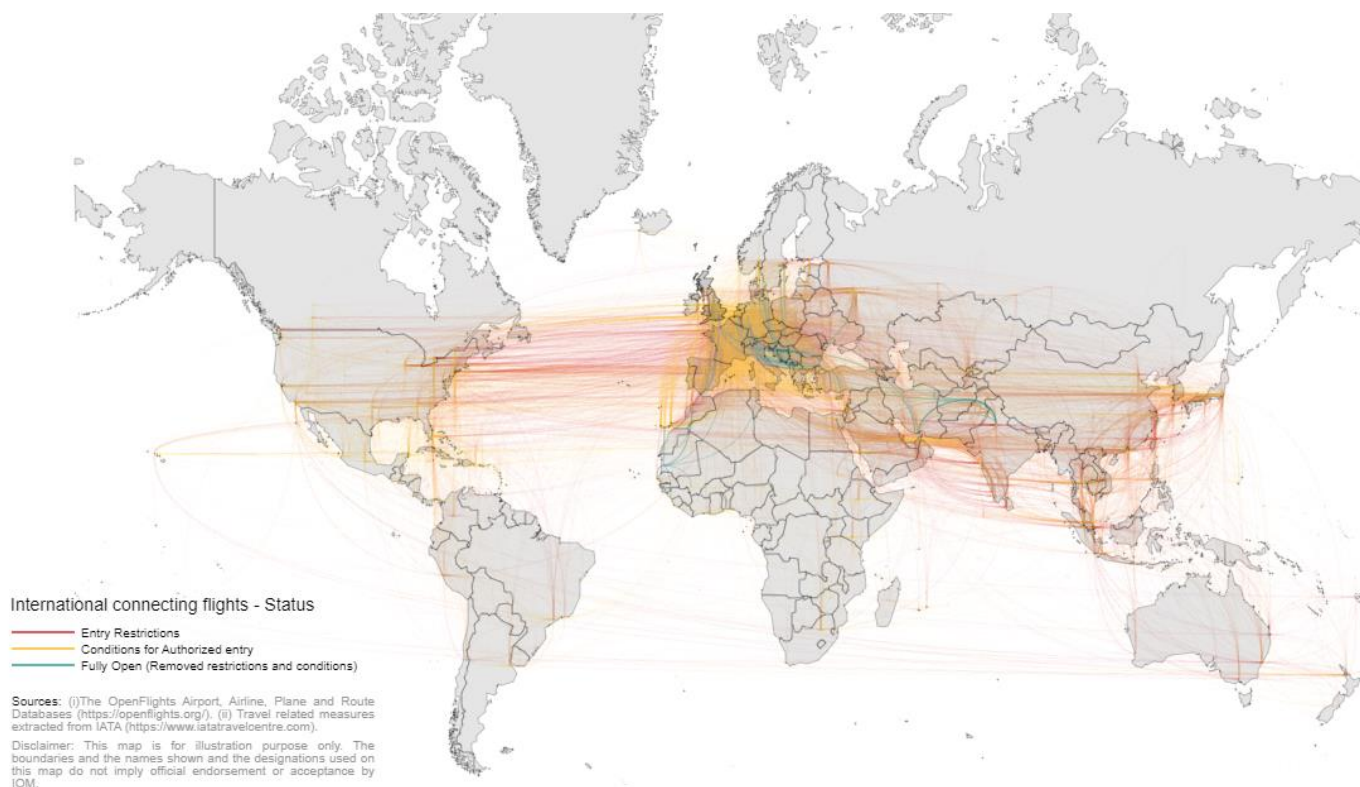 International connecting flights - Status
Entry Restrictions
Conditions for Authorized entry
Fully Open (Removed restrictions and conditions)
Sources: (i)The OpenFlights Airport, Airline, Plane and Route
Databases (https://openflights.org/). (ii) Travel related measures
extracted from IATA (https://www.iatatravelcentre.com).
Disclaimer: This map is for illustration purpose only. The
boundaries and the names shown and the designations used on
this map do not imply official endorsement or acceptance by
IOM.